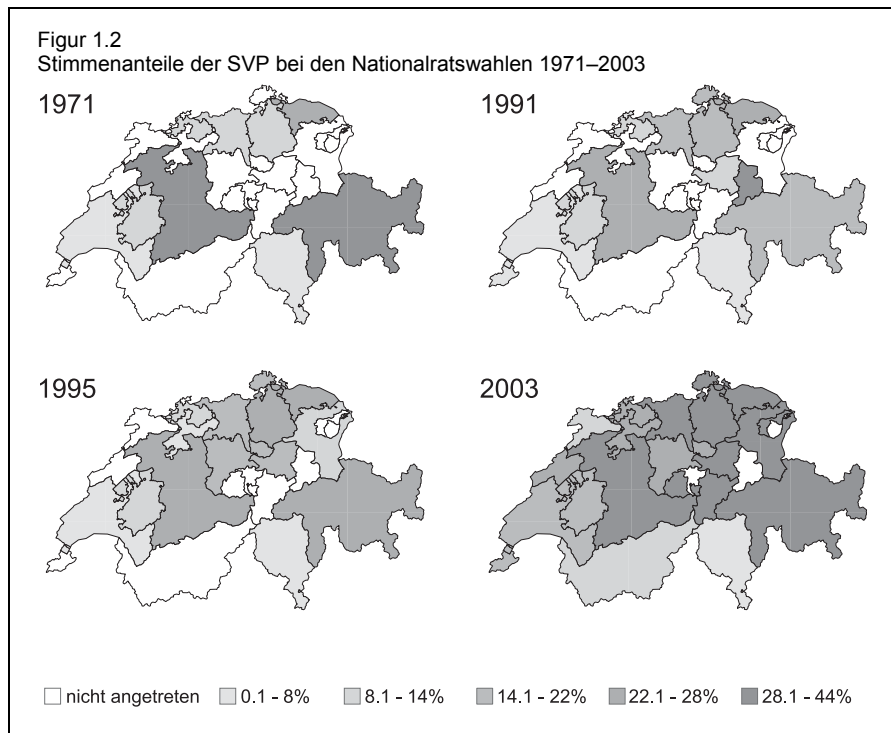 Figur 1.2
Stimmenanteile der SVP bei den Nationalratswahlen 1971–2003
1971
1991
1995
2003
nicht angetreten
0.1 - 8%
8.1 - 14%
14.1 - 22%
22.1 - 28%
28.1 - 44%